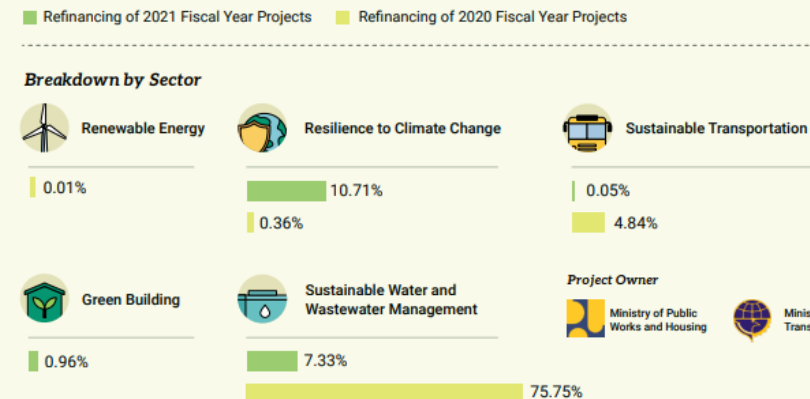 Refinancing of 2021 Fiscal Year Projects
Refinancing of 2020 Fiscal Year Projects
Breakdown by Sector
Renewable Energy
0.01%
Resilience to Climate Change
10.71%
0.36%
Sustainable Transportation
0.05%
4.84%
Green Building
0.96%
Sustainable Water and
Wastewater Management
7.33%
75.75%
Project Owner
Ministry of Public
Works and Housing